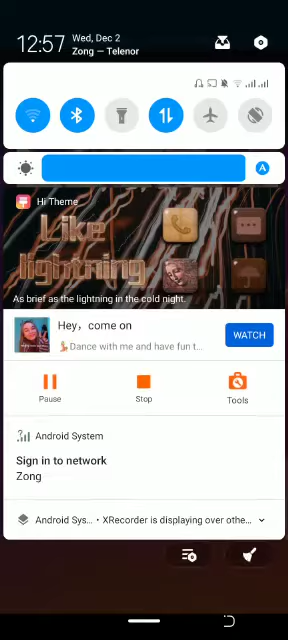 12:57
Wed, Dec 2
Zong — Telenor
A
Hi Theme
Like
lightning
As brief as the lightning in the cold night.
Hey, come on
💃Dance with me and have fun t...
WATCH
Pause
Stop
Tools
Android System
Sign in to network
Zong
Android Sys... • XRecorder is displaying over othe...